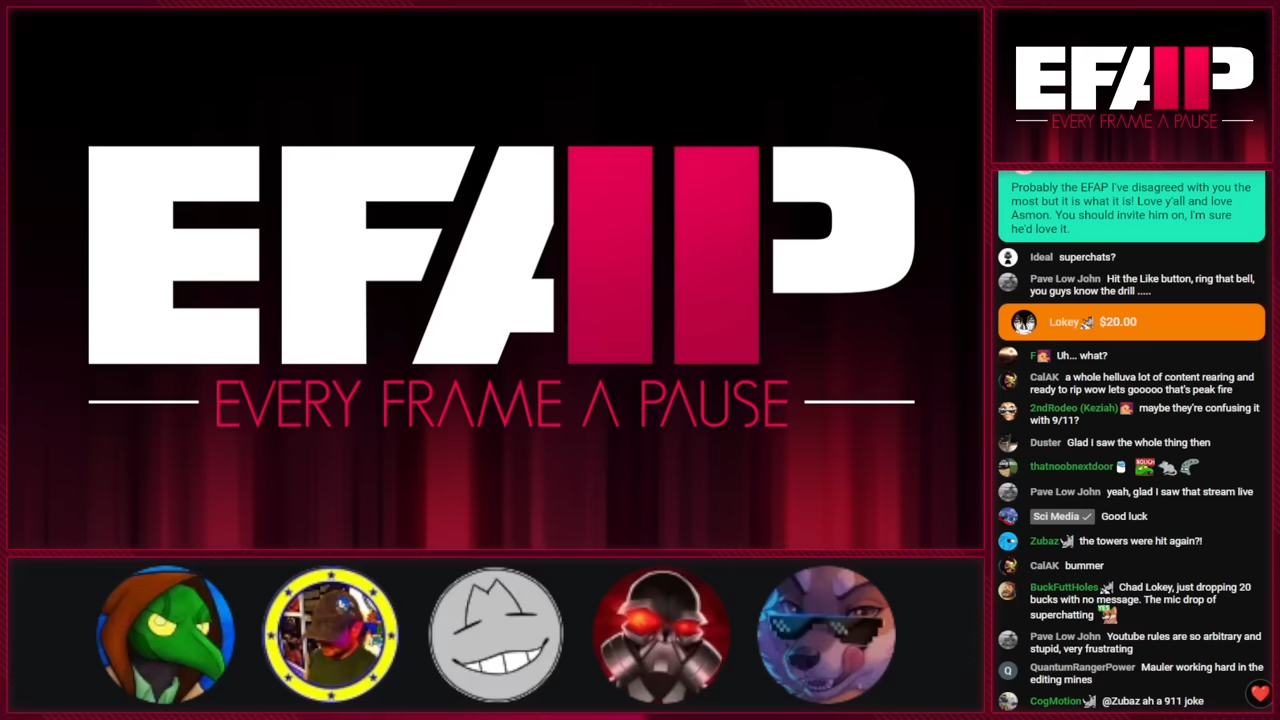 EFAP
EVERY FRAME A PAUSE
EFAP
EVERY FRAME A PAUSE
Probably the EFAP I've disagreed with you the
most but it is what it is! Love y'all and love
Asmon. You should invite him on, I'm sure
he'd love it.
Ideal superchats?
Pave Low John Hit the Like button, ring that bell,
you guys know the drill .....
Lokey $20.00
F Uh... what?
CalAK a whole helluva lot of content rearing and
ready to rip wow lets gooooo that's peak fire
2ndRodeo (Keziah) maybe they're confusing it
with 9/11?
Duster Glad I saw the whole thing then
thatnoobnextdoor
Pave Low John yeah, glad I saw that stream live
Sci Media Good luck
Zubaz the towers were hit again?!
CalAK bummer
BuckFuttHoles Chad Lokey, just dropping 20
bucks with no message. The mic drop of
superchatting
Pave Low John Youtube rules are so arbitrary and
stupid, very frustrating
Q
QuantumRangerPower Mauler working hard in the
editing mines
CogMotion @Zubaz ah a 911 joke